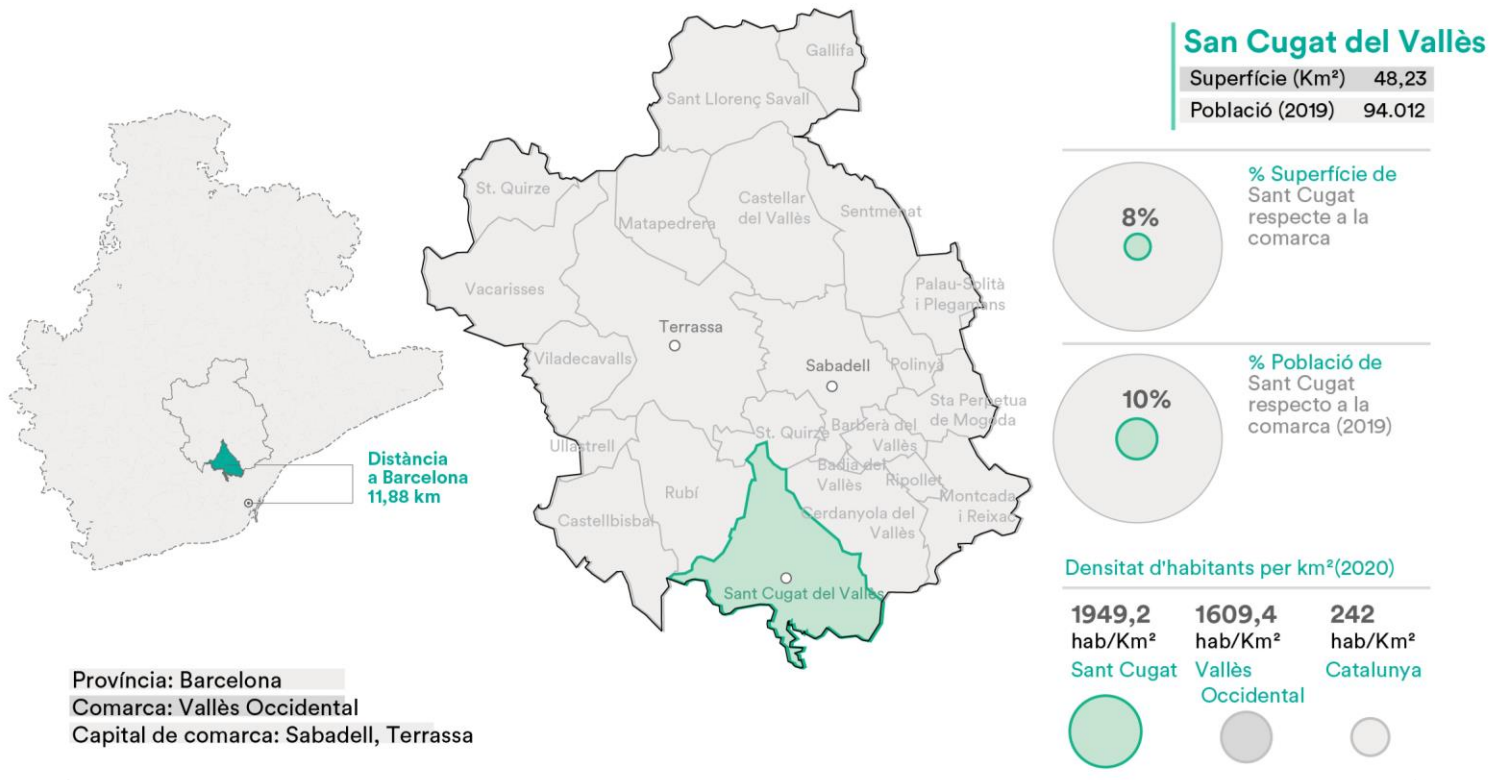 San Cugat del Vallès
Superfície (Km²) 48,23
Població (2019) 94.012
Gallifa
Sant Llorenç Savall
St. Quirze
Matapedrera
Castellar
del Vallès
Sentmenat
Vacarisses
Palau-Splità
i Plegamans
Terrassa
Viladecavalls
Sabadell
Polinyà
Sta Perpetua
de Mogoda
Ullastrell
St. Quirze
Barberà del
Vallès
Badia del
Vallès
Ripollet
Rubí
Castellbisbal
Cerdanyola del
Vallès
Montcada
i Reixac
Sant Cugat del Vallès
Distància
a Barcelona
11,88 km
8%
% Superfície de
Sant Cugat
respecte a la
comarca
10%
% Població de
Sant Cugat
respecto a la
comarca (2019)
Densitat d'habitants per km²(2020)
1949,2
hab/Km²
Sant Cugat
1609,4
hab/Km²
Vallès
Occidental
242
hab/Km²
Catalunya
Província: Barcelona
Comarca: Vallès Occidental
Capital de comarca: Sabadell, Terrassa